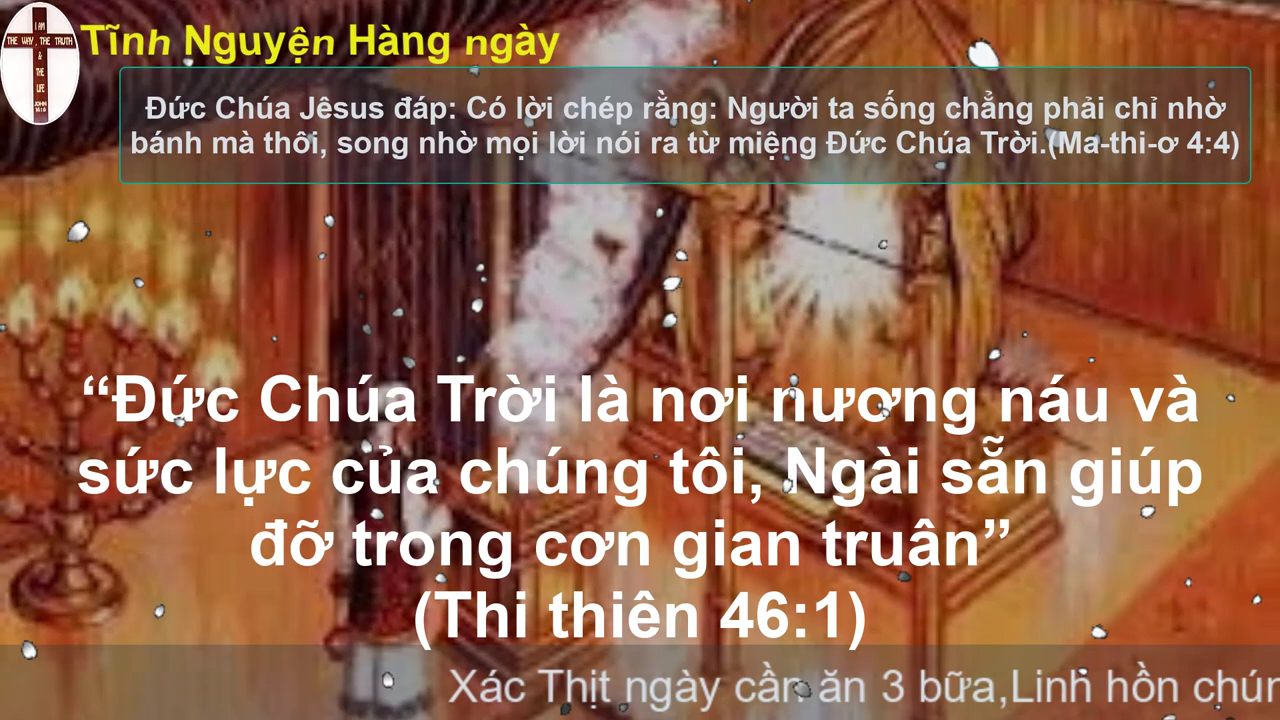 I AM
THE WAY, THE TRUTH
&
THE
LIFE
JOHN
Tĩnh Nguyện Hàng ngày
Đức Chúa Jêsus đáp: Có lời chép rằng: Người ta sống chẳng phải chỉ nhờ
bánh mà thôi, song nhờ mọi lời nói ra từ miệng Đức Chúa Trời.(Ma-thi-ơ 4:4)
“Đức Chúa Trời là nơi nương náu và
sức lực của chúng tôi, Ngài sẵn giúp
đỡ trong cơn gian truân”
(Thi thiên 46:1)
Xác Thịt ngày cần ăn 3 bữa,Linh hồn